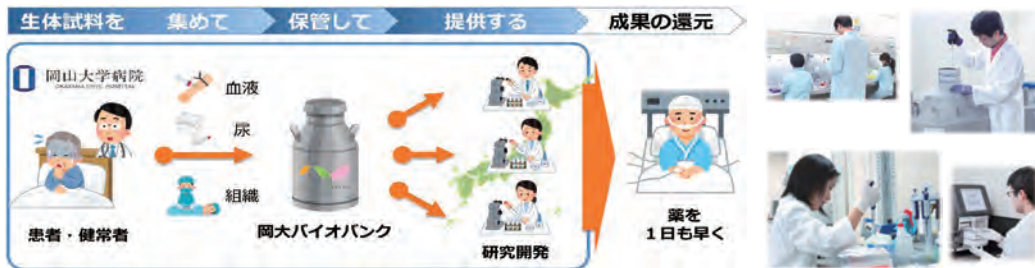 生体試料を 集めて 保管して 提供する 成果の還元
岡山大学病院
OKAYAMA UNIV. HOSPITAL
血液
尿
組織
患者・健常者
岡大バイオバンク
研究開発
薬を
1日も早く